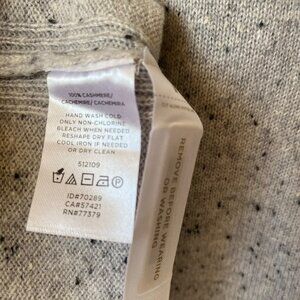 100% CASHMERE/
CACHEMIRE/ CACHEMIRA
HAND WASH COLD
ONLY NON-CHLORINE
BLEACH WHEN NEEDED
RESHAPE DRY FLAT
COOL IRON IF NEEDED
OR DRY CLEAN
512109
ID#70289
CA#57421
RN#77379
REMOVE BEFORE WEARING
OR WASHING